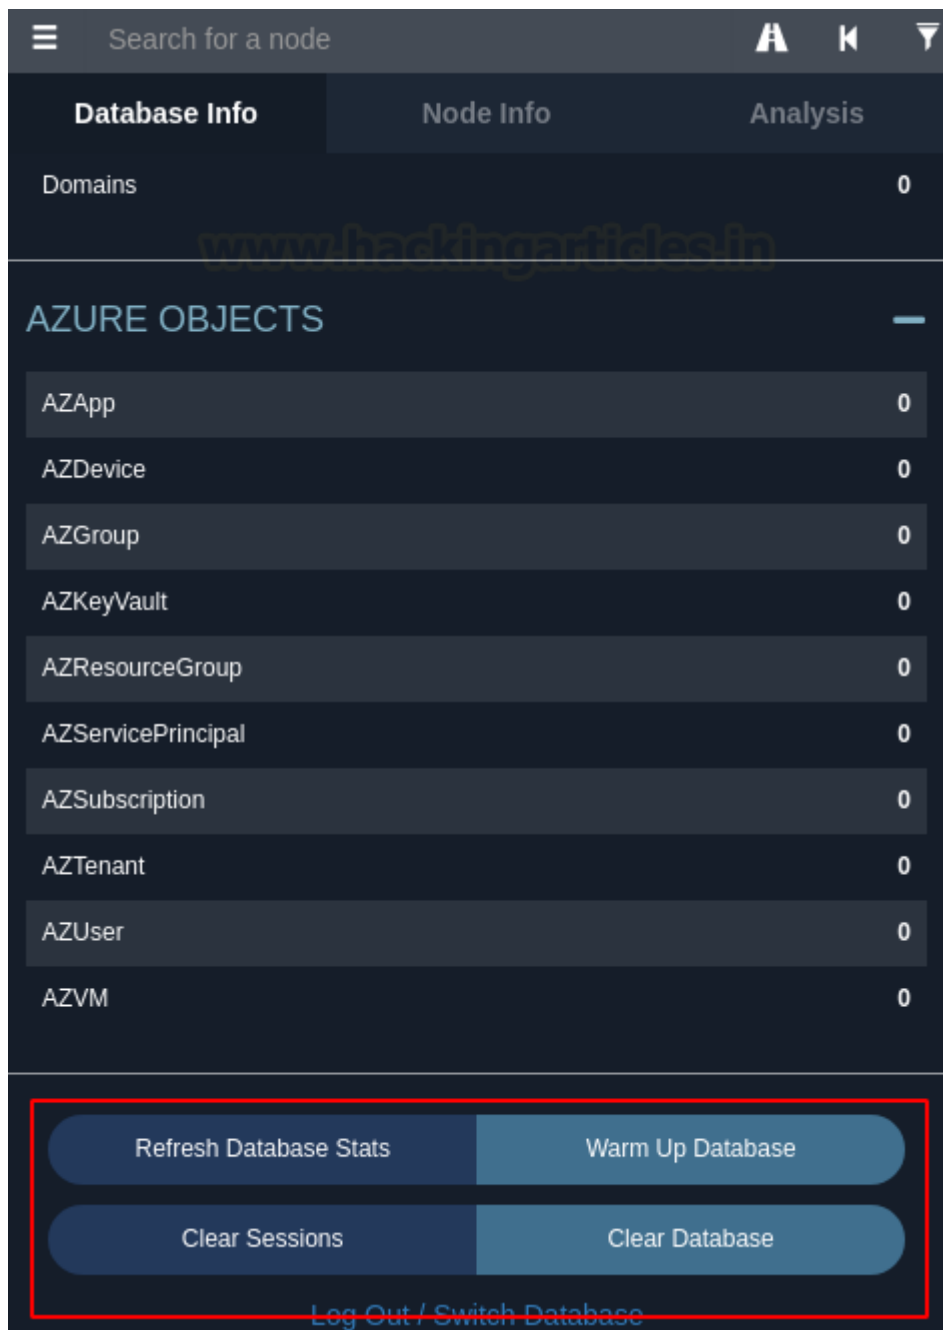 Search for a node
Database Info Node Info Analysis
Domains 0
www.hackingarticles.in
AZURE OBJECTS
AZApp 0
AZDevice 0
AZGroup 0
AZKeyVault 0
AZResourceGroup 0
AZServicePrincipal 0
AZSubscription 0
AZTenant 0
AZUser 0
AZVM 0
Refresh Database Stats Warm Up Database
Clear Sessions Clear Database
Log Out / Switch Database